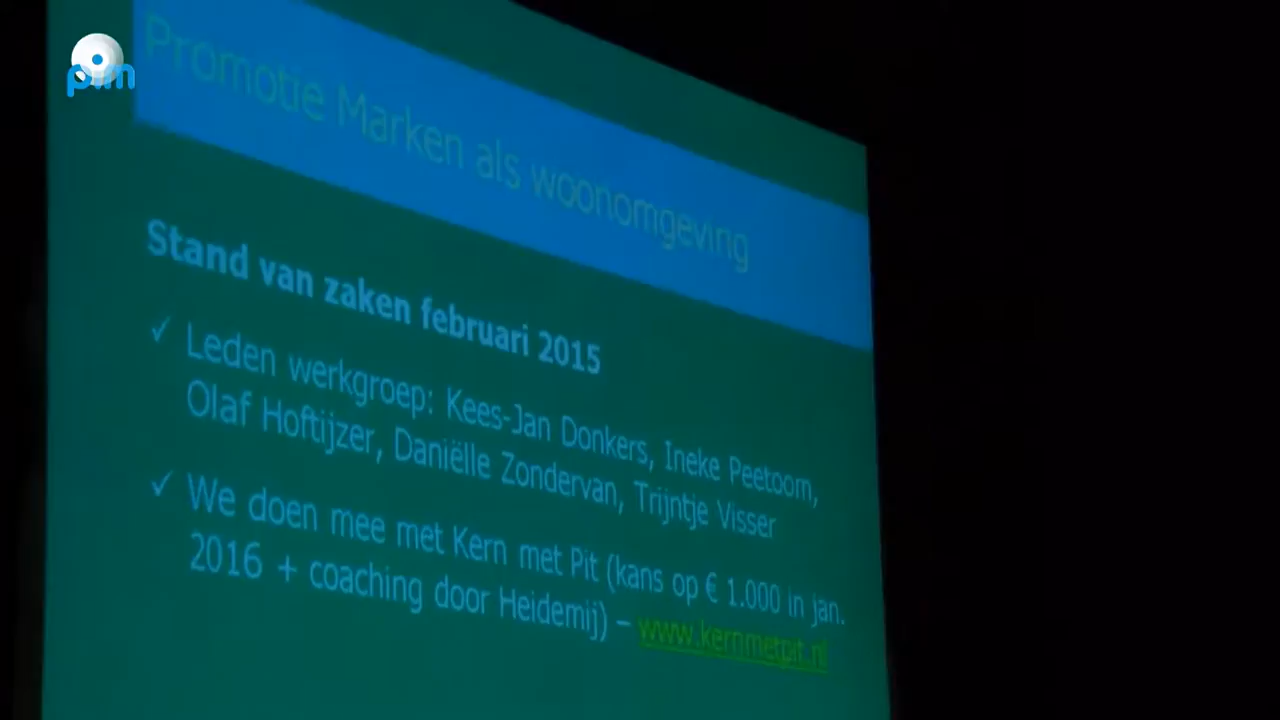 pim
Promotie Marken als woonomgeving
Stand van zaken februari 2015
✓ Leden werkgroep: Kees-Jan Donkers, Ineke Peetoom,
Olaf Hoftijzer, Daniëlle Zondervan, Trijntje Visser
✓ We doen mee met Kern met Pit (kans op € 1.000 in jan.
2016 + coaching door Heidemij) – www.kernmetpit.nl